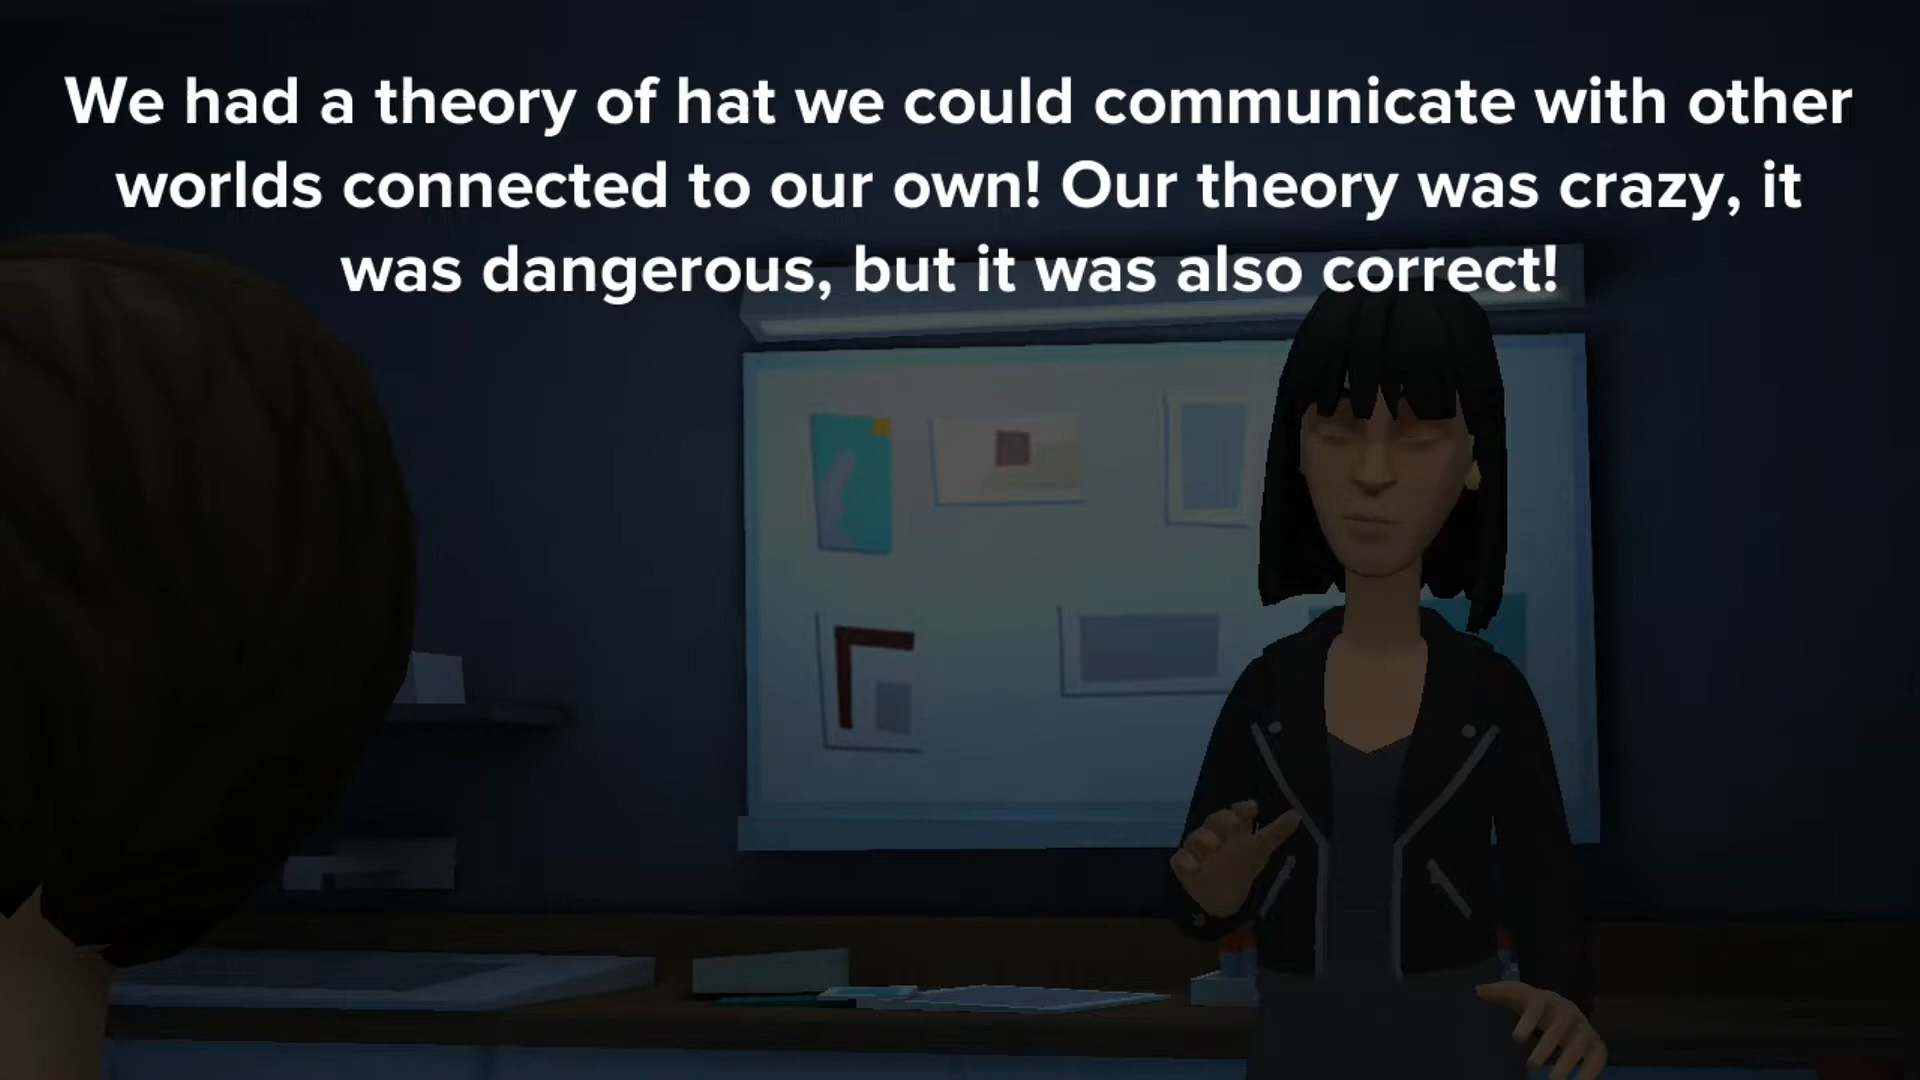 We had a theory of hat we could communicate with other
worlds connected to our own! Our theory was crazy, it
was dangerous, but it was also correct!